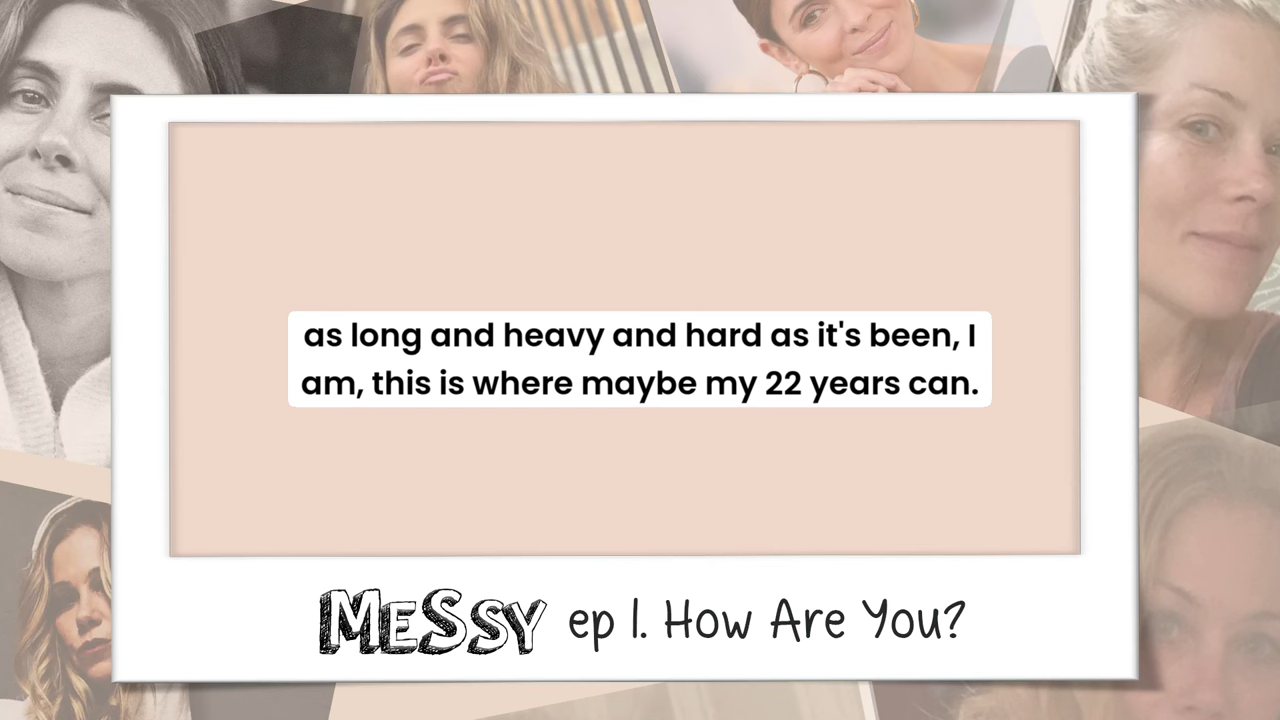 as long and heavy and hard as it's been, I
am, this is where maybe my 22 years can.
MESSY ep 1. How Are You?